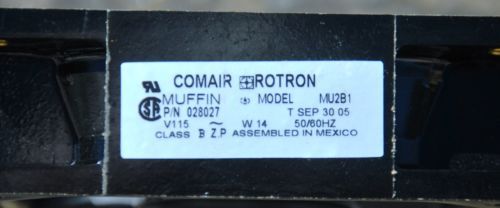 COMAIR ROTRON
MUFFIN ® MODEL MU2B1
P/N 028027 T SEP 30 05
V115 ~ W 14 50/60HZ
CLASS B Z.P ASSEMBLED IN MEXICO